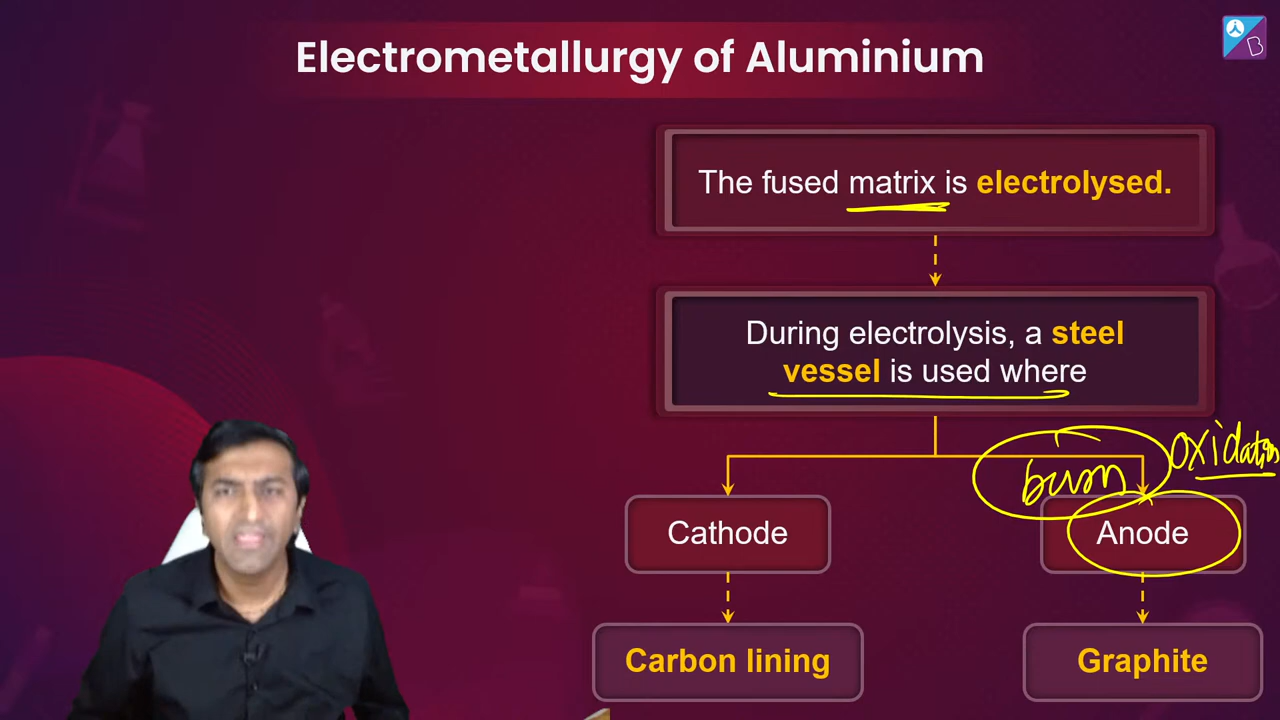 Electrometallurgy of Aluminium
The fused matrix is electrolysed.
During electrolysis, a steel
vessel is used where
oxidation
burn
Cathode
Anode
Carbon lining
Graphite